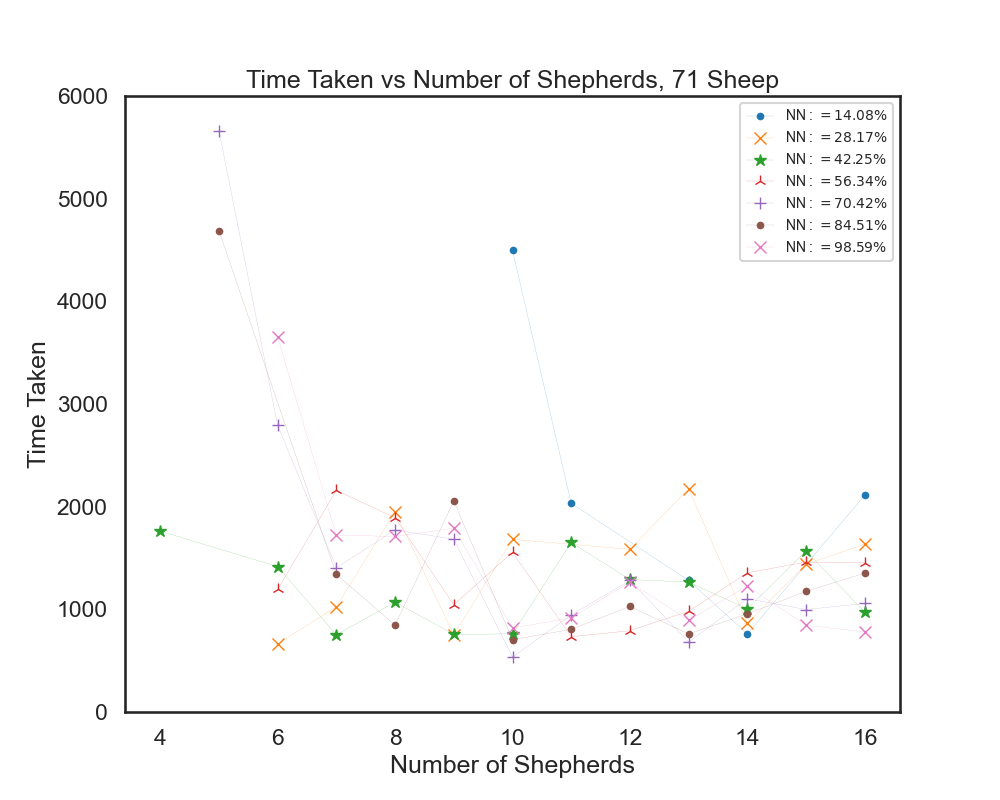 Time Taken vs Number of Shepherds, 71 Sheep
6000
5000
4000
3000
2000
1000
0
Time Taken
4 6 8 10 12 14 16
Number of Shepherds
NN: =14.08%
NN: =28.17%
NN: =42.25%
NN: =56.34%
NN: =70.42%
NN: =84.51%
NN: =98.59%